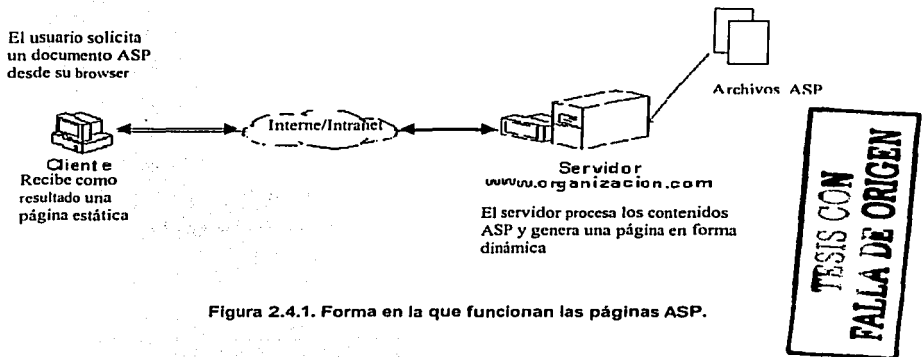 El usuario solicita
un documento ASP
desde su browser
Archivos ASP
Interne/Intranet
Cliente
Recibe como
resultado una
página estática
Servidor
www.organizacion.com
El servidor procesa los contenidos
ASP y genera una página en forma
dinámica
TESIS CON
FALLA DE ORIGEN
Figura 2.4.1. Forma en la que funcionan las páginas ASP.